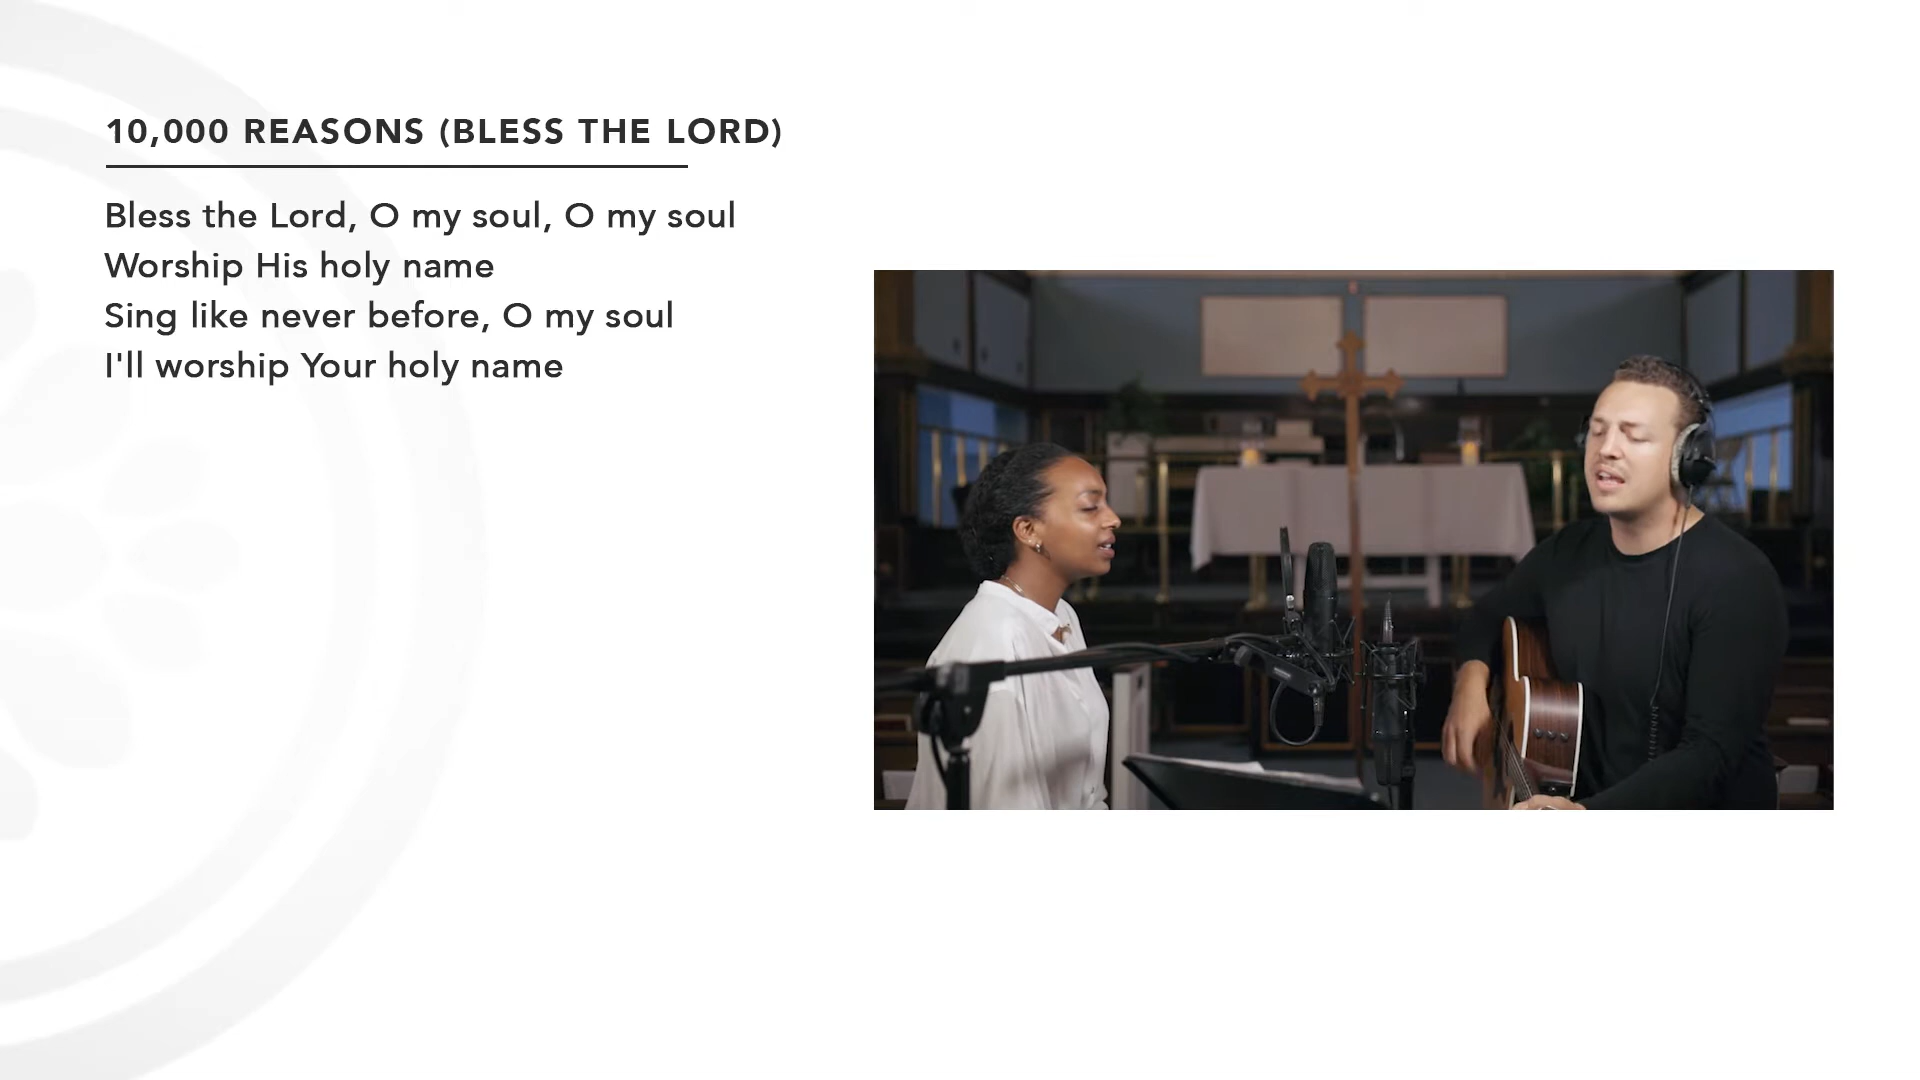 10,000 REASONS (BLESS THE LORD)
Bless the Lord, O my soul, O my soul
Worship His holy name
Sing like never before, O my soul
I'll worship Your holy name